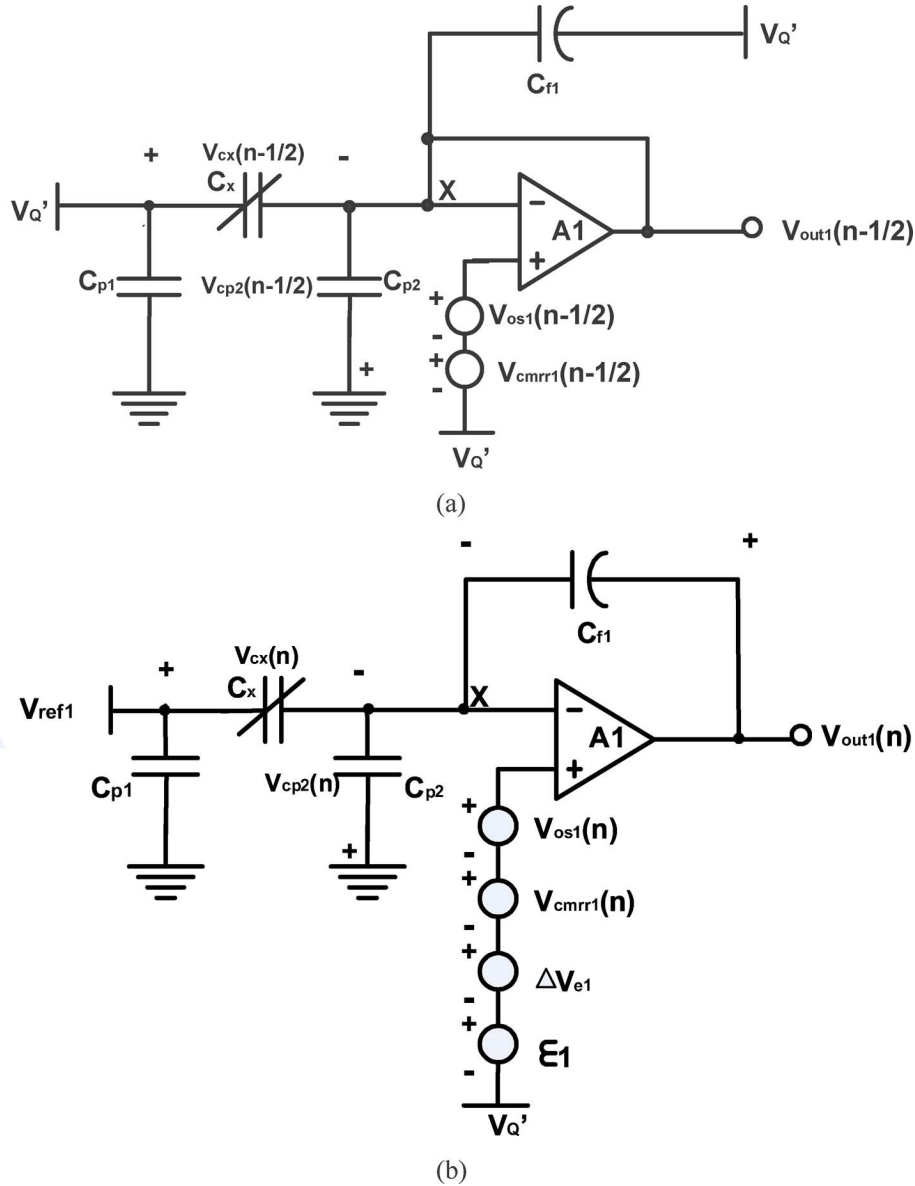 VQ'
Cf1
+ Vcx(n-1/2) -
Cx
X
VQ'
−
A1
+
Vout1(n-1/2)
Cp1
Vcp2(n-1/2)
Cp2
+
Vos1(n-1/2)
-
+
+
Vcmrr1(n-1/2)
-
VQ'
(a)
- +
Cf1
Vcx(n)
+ -
Cx
X
Vref1
−
A1
+
Vout1(n)
Cp1
Vcp2(n)
Cp2
+
Vos1(n)
+
-
+
Vcmrr1(n)
-
+
△Ve1
-
+
ε1
-
VQ'
(b)